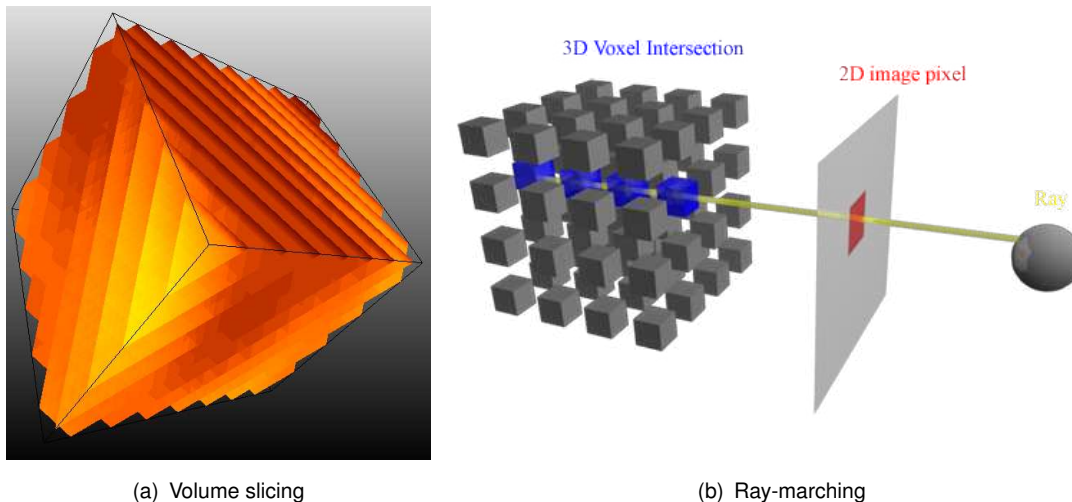 3D Voxel Intersection
2D image pixel
Ray
(a) Volume slicing
(b) Ray-marching